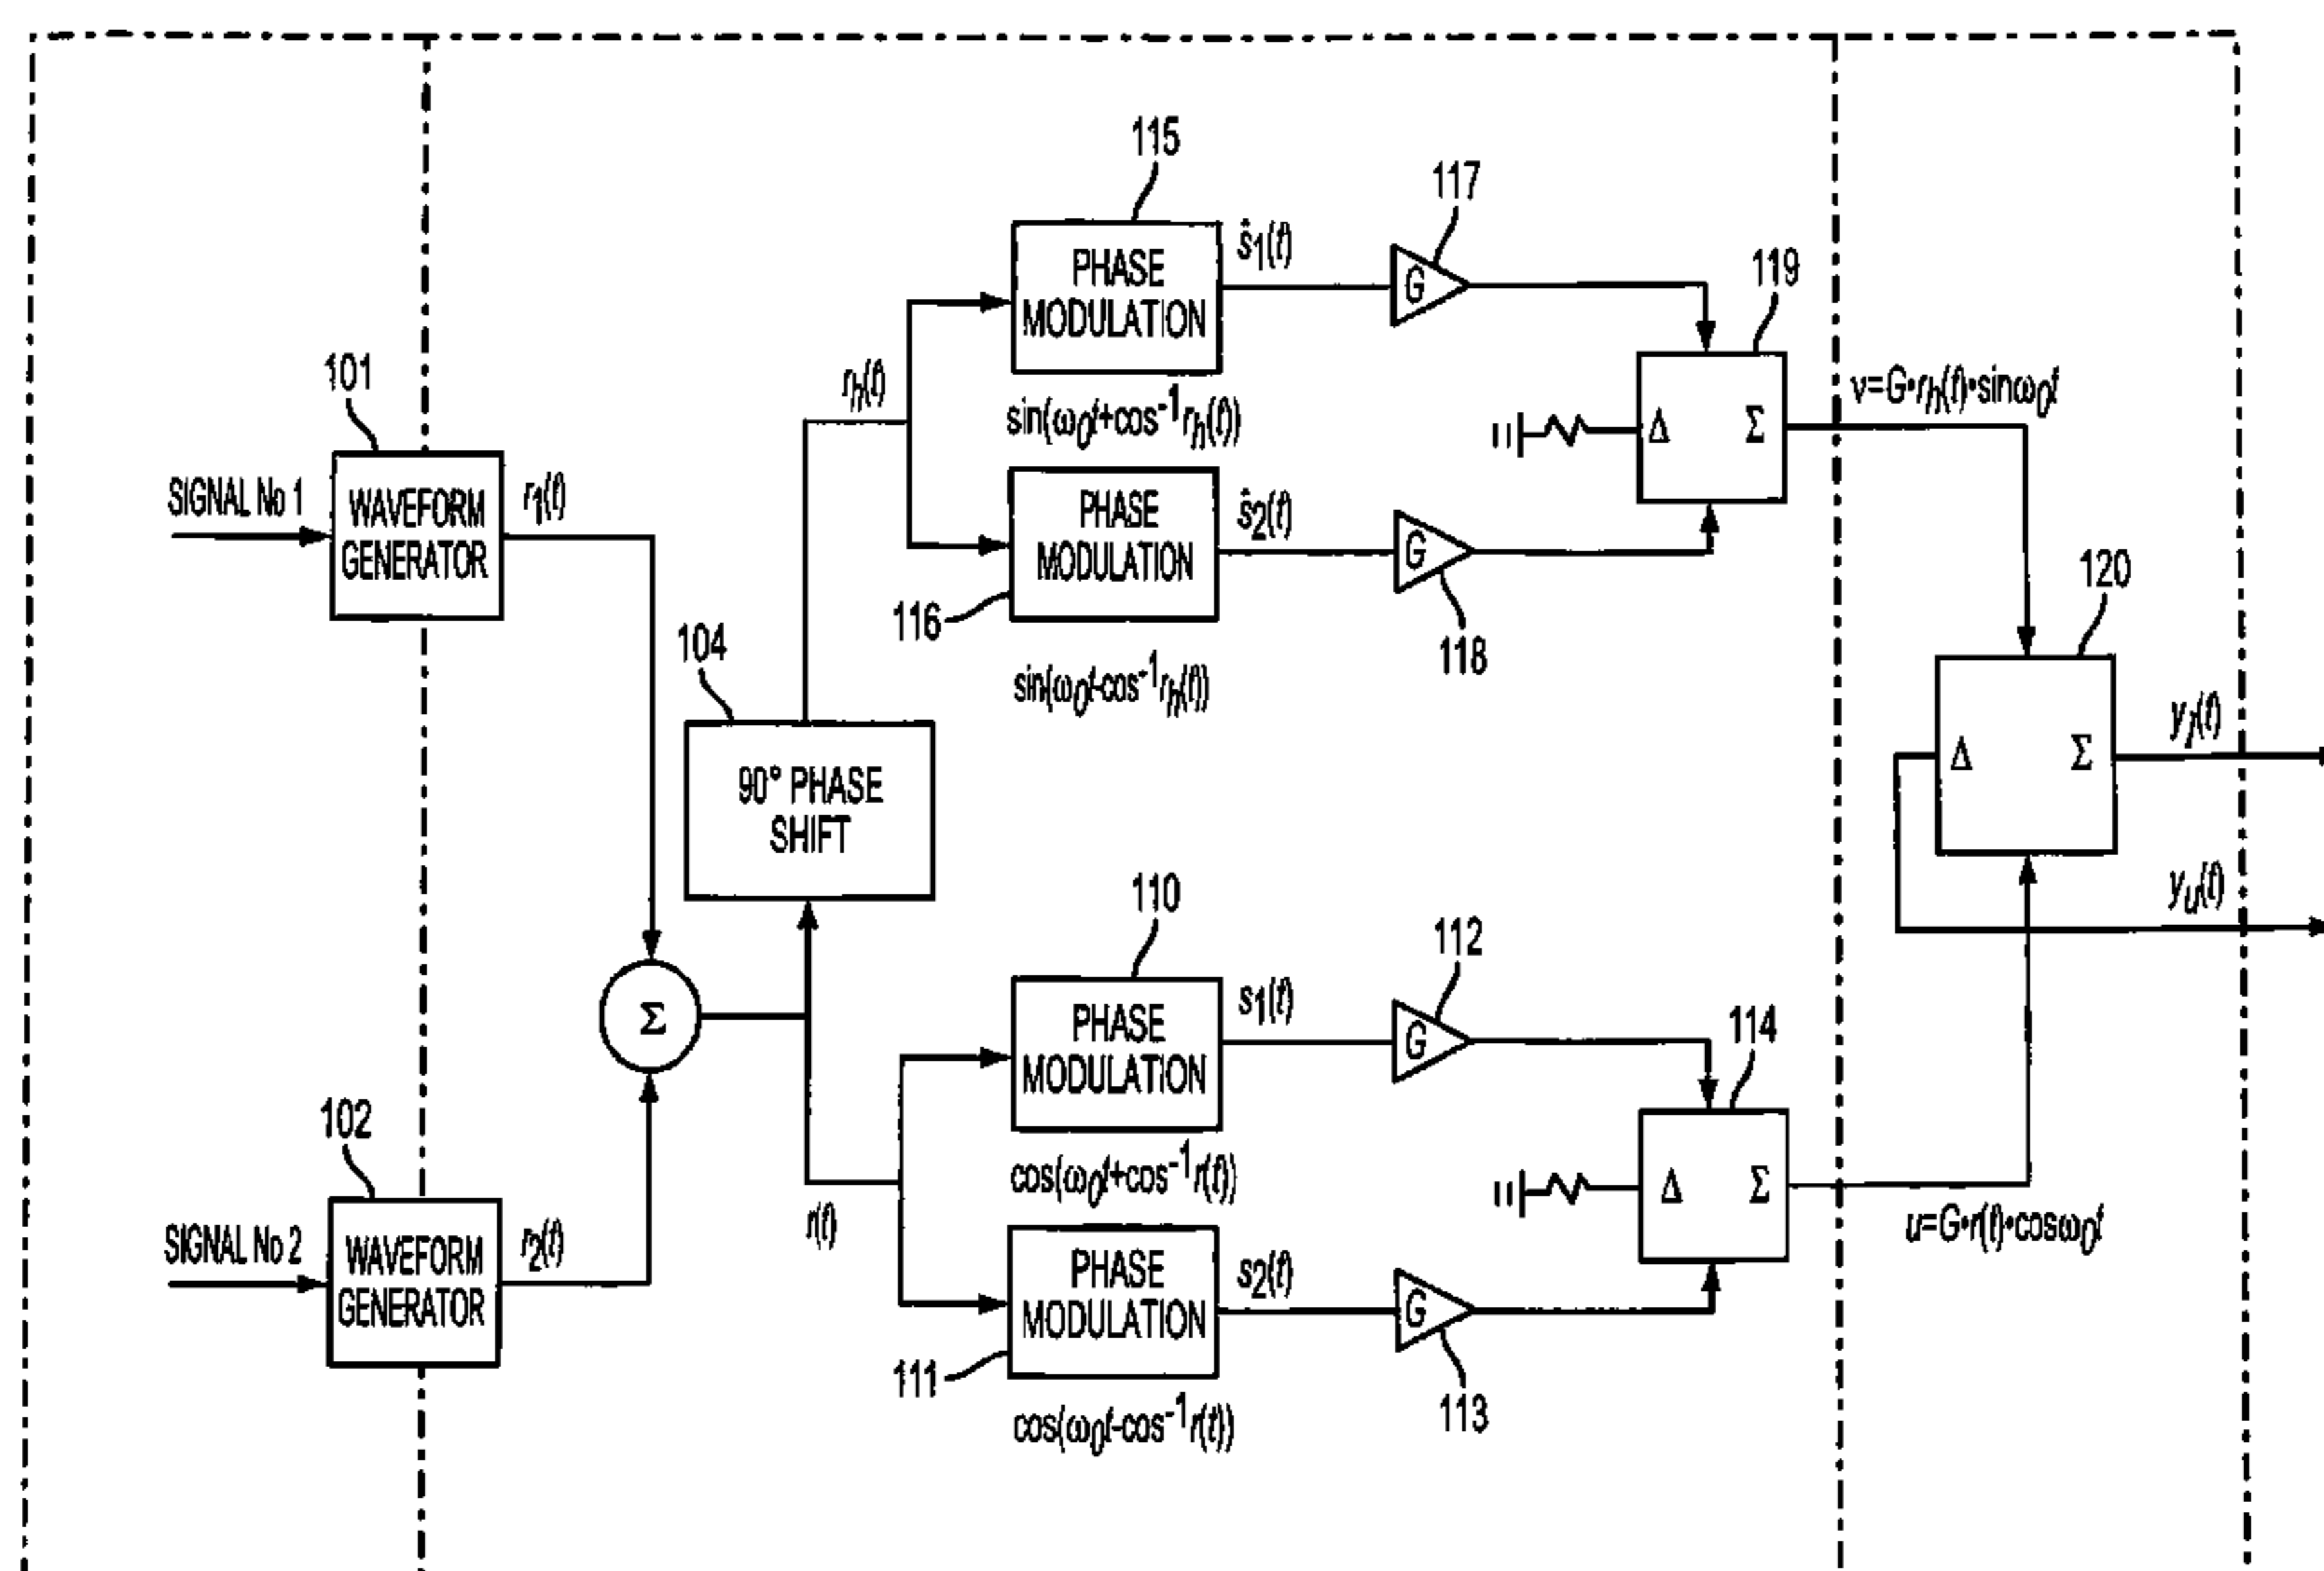 115
117
PHASE
MODULATION
ŝ1(t)
G
119
101
rh(t)
sin(ω0t+cos-1rh(t))
v=G•rh(t)•sinω0t
Δ Σ
SIGNAL No 1
WAVEFORM
GENERATOR
r1(t)
PHASE
MODULATION
ŝ2(t)
G
116
118
120
104
sin(ω0t-cos-1rh(t))
90° PHASE
SHIFT
Δ Σ
yl(t)
yu(t)
110
112
Σ
PHASE
MODULATION
s1(t)
G
114
102
cos(ω0t+cos-1r(t))
Δ Σ
r(t)
u=G•r(t)•cosω0t
SIGNAL No 2
WAVEFORM
GENERATOR
r2(t)
PHASE
MODULATION
s2(t)
G
111
113
cos(ω0t-cos-1r(t))